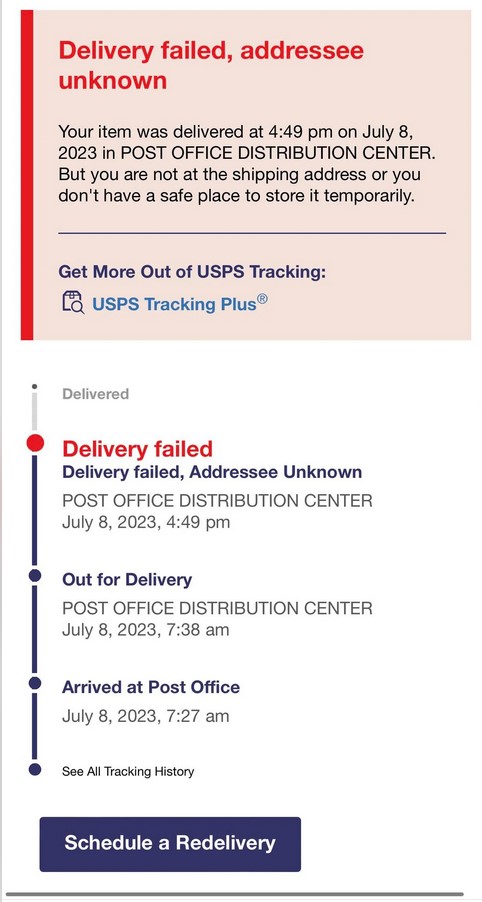 Delivery failed, addressee
unknown
Your item was delivered at 4:49 pm on July 8,
2023 in POST OFFICE DISTRIBUTION CENTER.
But you are not at the shipping address or you
don't have a safe place to store it temporarily.
Get More Out of USPS Tracking:
USPS Tracking Plus®
Delivered
Delivery failed
Delivery failed, Addressee Unknown
POST OFFICE DISTRIBUTION CENTER
July 8, 2023, 4:49 pm
Out for Delivery
POST OFFICE DISTRIBUTION CENTER
July 8, 2023, 7:38 am
Arrived at Post Office
July 8, 2023, 7:27 am
See All Tracking History
Schedule a Redelivery